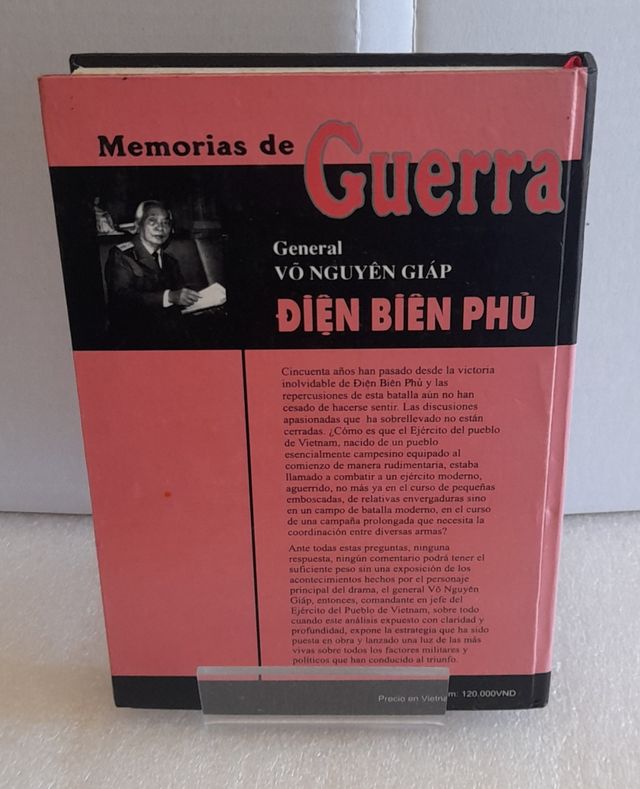 Memorias de Guerra
General
VÕ NGUYÊN GIÁP
ĐIỆN BIÊN PHỦ
Cincuenta años han pasado desde la victoria
inolvidable de Điện Biên Phủ y las
repercusiones de esta batalla aún no han
cesado de hacerse sentir. Las discusiones
apasionadas que ha sobrellevado no están
cerradas. ¿Cómo es que el Ejército del pueblo
de Vietnam, nacido de un pueblo
esencialmente campesino equipado al
comienzo de manera rudimentaria, estaba
llamado a combatir a un ejército moderno,
aguerrido, no más ya en el curso de pequeñas
emboscadas, de relativas envergaduras sino
en un campo de batalla moderno, en el curso
de una campaña prolongada que necesita la
coordinación entre diversas armas?
Ante todas estas preguntas, ninguna
respuesta, ningún comentario podrá tener el
suficiente peso sin una exposición de los
acontecimientos hechos por el personaje
principal del drama, el general Võ Nguyên
Giáp, entonces, comandante en jefe del
Ejército del Pueblo de Vietnam, sobre todo
cuando este análisis expuesto con claridad y
profundidad, expone la estrategia que ha sido
puesta en obra y lanzado una luz de las más
vivas sobre todos los factores militares y
políticos que han conducido al triunfo.
Precio en Vietnam: 120.000VND